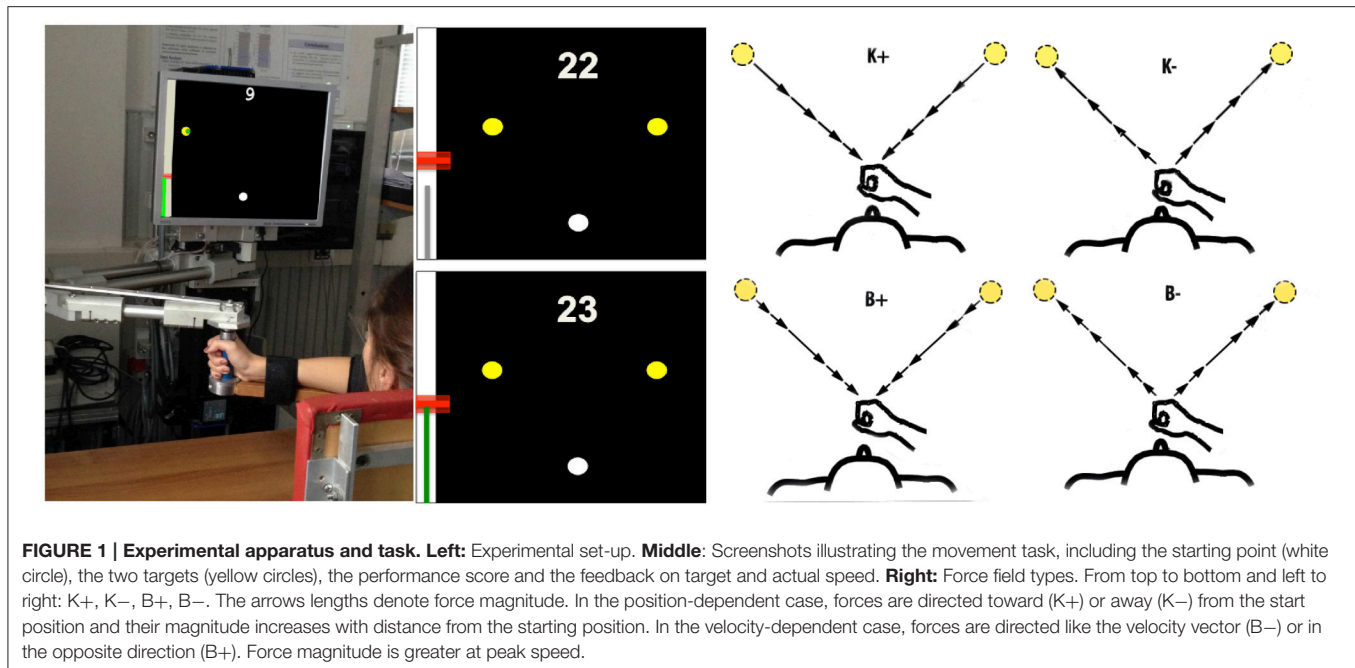 9
22
23
K+
K-
B+
B-
FIGURE 1 | Experimental apparatus and task. Left: Experimental set-up. Middle: Screenshots illustrating the movement task, including the starting point (white
circle), the two targets (yellow circles), the performance score and the feedback on target and actual speed. Right: Force field types. From top to bottom and left to
right: K+, K−, B+, B−. The arrows lengths denote force magnitude. In the position-dependent case, forces are directed toward (K+) or away (K−) from the start
position and their magnitude increases with distance from the starting position. In the velocity-dependent case, forces are directed like the velocity vector (B−) or in
the opposite direction (B+). Force magnitude is greater at peak speed.